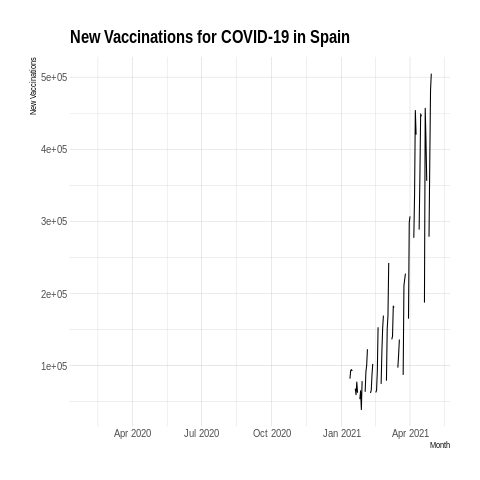 New Vaccinations for COVID-19 in Spain
New Vaccinations
5e+05
4e+05
3e+05
2e+05
1e+05
Apr 2020 Jul 2020 Oct 2020 Jan 2021 Apr 2021
Month